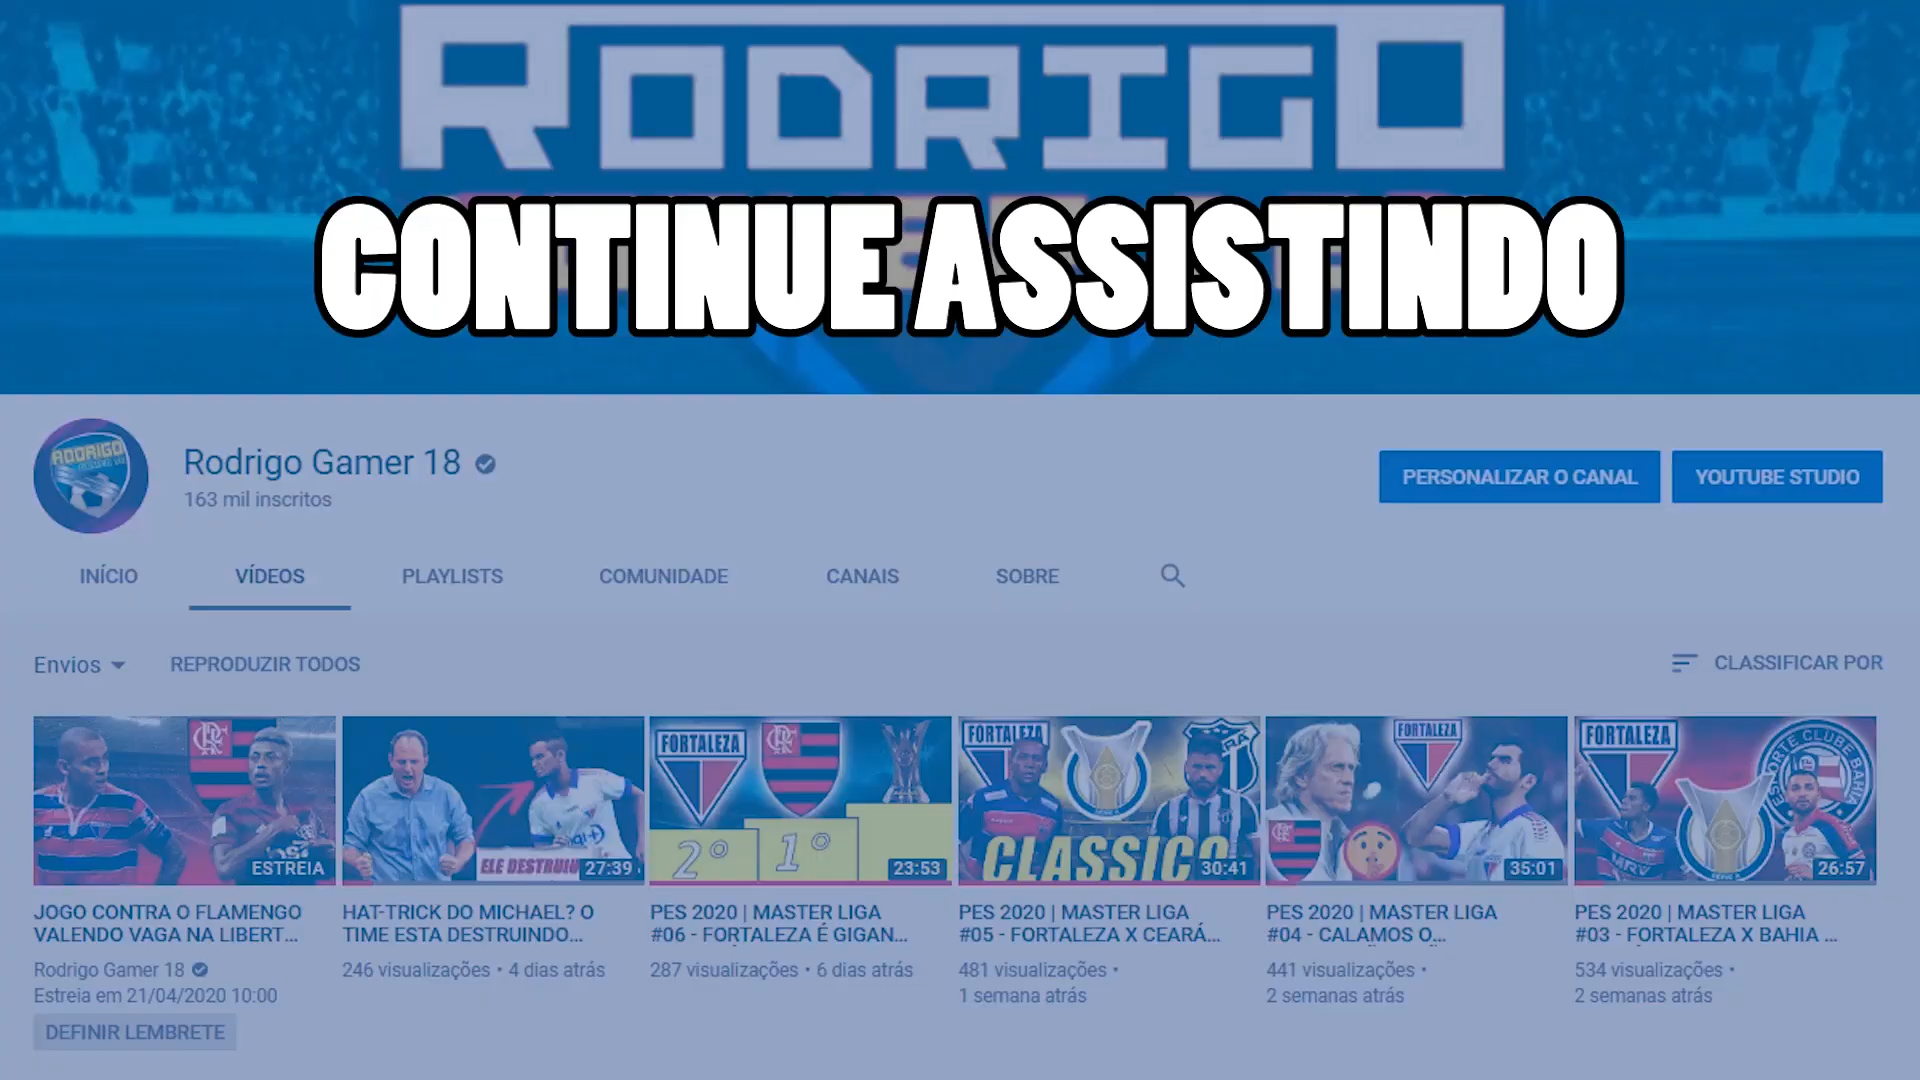 RODRIGO
CONTINUE ASSISTINDO
RODRIGO
Rodrigo Gamer 18
163 mil inscritos
PERSONALIZAR O CANAL
YOUTUBE STUDIO
INÍCIO
VÍDEOS
PLAYLISTS
COMUNIDADE
CANAIS
SOBRE
Envios
REPRODUZIR TODOS
CLASSIFICAR POR
ESTREIA
ELE DESTRUIU
27:39
FORTALEZA
2º
1º
23:53
FORTALEZA
CLASSICO
30:41
FORTALEZA
35:01
FORTALEZA
ESPORTE CLUBE BAHIA
26:57
JOGO CONTRA O FLAMENGO
VALENDO VAGA NA LIBERT...
Rodrigo Gamer 18
Estreia em 21/04/2020 10:00
DEFINIR LEMBRETE
HAT-TRICK DO MICHAEL? O
TIME ESTA DESTRUINDO...
246 visualizações • 4 dias atrás
PES 2020 | MASTER LIGA
#06 - FORTALEZA É GIGAN...
287 visualizações • 6 dias atrás
PES 2020 | MASTER LIGA
#05 - FORTALEZA X CEARÁ...
481 visualizações •
1 semana atrás
PES 2020 | MASTER LIGA
#04 - CALAMOS O...
441 visualizações •
2 semanas atrás
PES 2020 | MASTER LIGA
#03 - FORTALEZA X BAHIA ...
534 visualizações •
2 semanas atrás